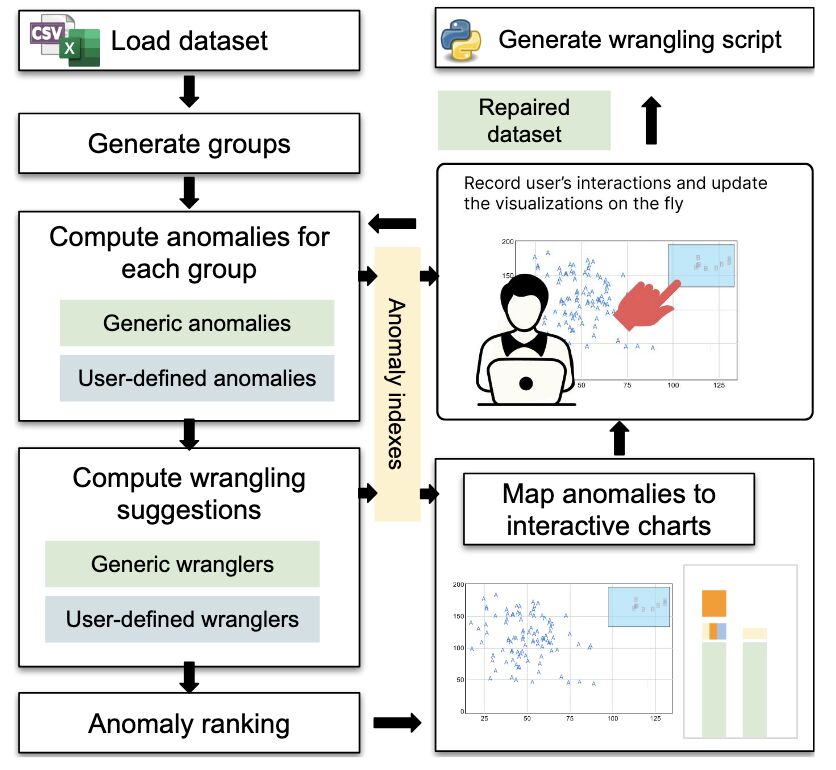 CSV
X
Load dataset
Generate groups
Compute anomalies for
each group
Generic anomalies
User-defined anomalies
Compute wrangling
suggestions
Generic wranglers
User-defined wranglers
Anomaly ranking
Anomaly indexes
Generate wrangling script
Repaired
dataset
Record user’s interactions and update
the visualizations on the fly
200
150
50 75 100 125
Map anomalies to
interactive charts
200
150
100
50
0
25 50 75 100 125